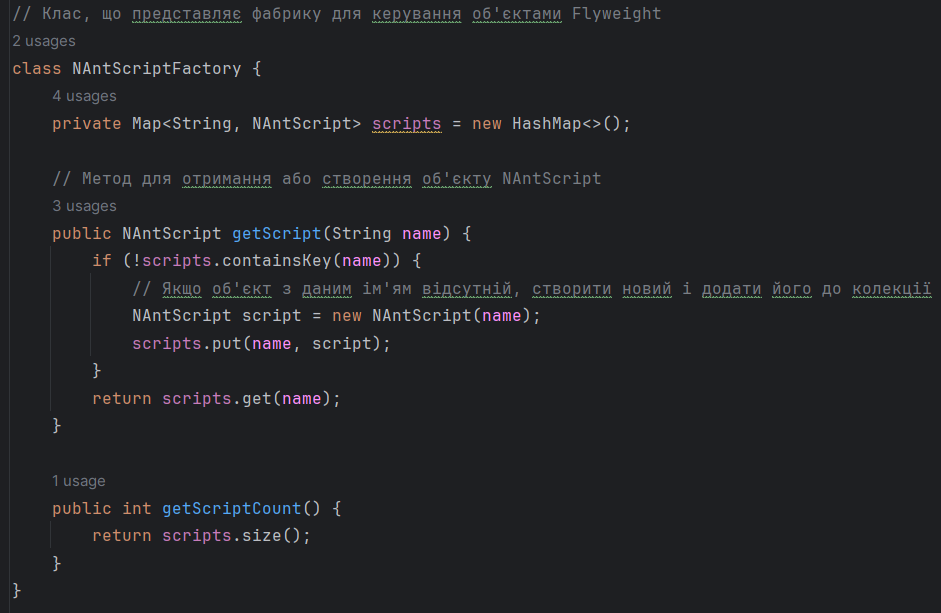 // Клас, що представляє фабрику для керування об'єктами Flyweight
2 usages
class NAntScriptFactory {
4 usages
private Map<String, NAntScript> scripts = new HashMap<>();
// Метод для отримання або створення об'єкту NAntScript
3 usages
public NAntScript getScript(String name) {
if (!scripts.containsKey(name)) {
// Якщо об'єкт з даним ім'ям відсутній, створити новий і додати його до колекції
NAntScript script = new NAntScript(name);
scripts.put(name, script);
}
return scripts.get(name);
}
1 usage
public int getScriptCount() {
return scripts.size();
}
}